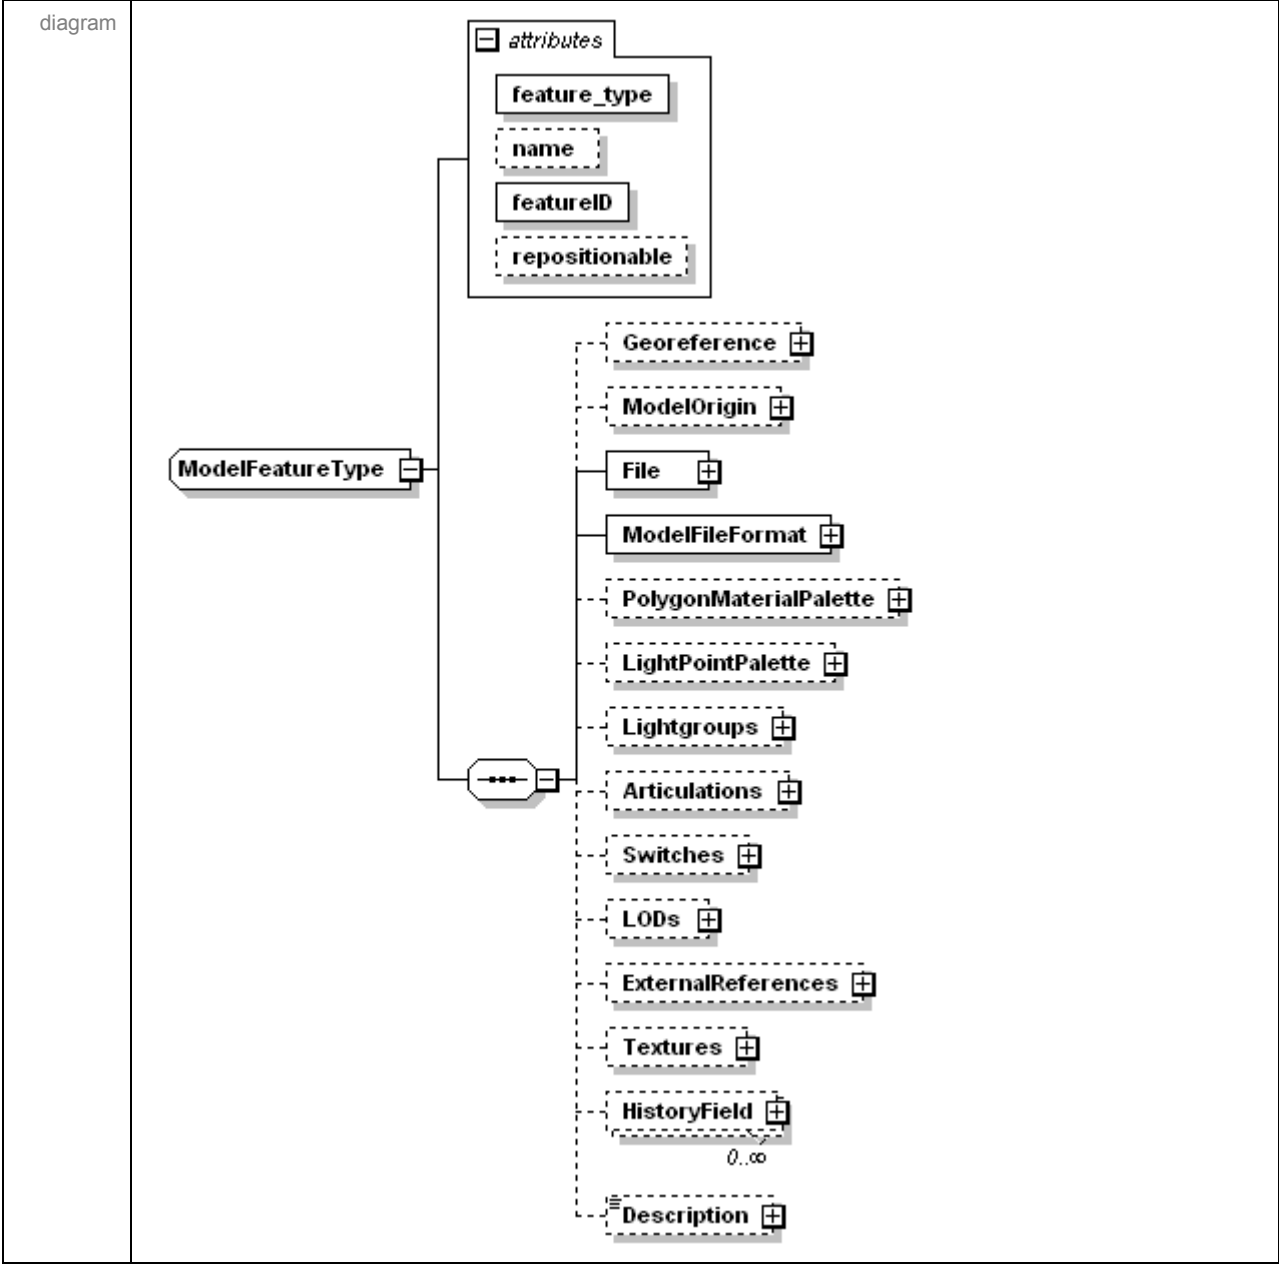 diagram
attributes
feature_type
name
featureID
repositionable
Georeference
ModelOrigin
ModelFeatureType
File
ModelFileFormat
PolygonMaterialPalette
LightPointPalette
Lightgroups
Articulations
Switches
LODs
ExternalReferences
Textures
HistoryField
0..∞
Description